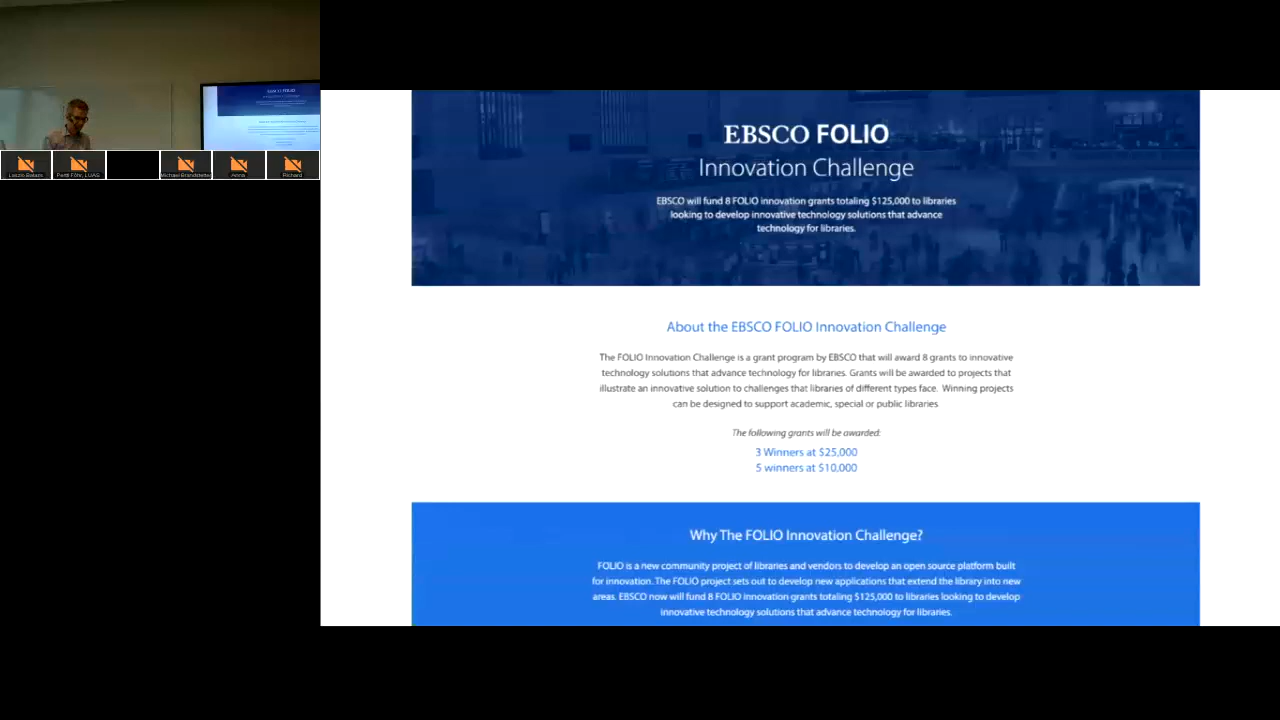 EBSCO FOLIO
Innovation Challenge
EBSCO will fund 8 FOLIO innovation grants totaling $125,000 to libraries
looking to develop innovative technology solutions that advance
technology for libraries.
About the EBSCO FOLIO Innovation Challenge
The FOLIO Innovation Challenge is a grant program by EBSCO that will award 8 grants to innovative
technology solutions that advance technology for libraries. Grants will be awarded to projects that
illustrate an innovative solution to challenges that libraries of different types face. Winning projects
can be designed to support academic, special or public libraries
The following grants will be awarded:
3 Winners at $25,000
5 winners at $10,000
Why The FOLIO Innovation Challenge?
FOLIO is a new community project of libraries and vendors to develop an open source platform built
for innovation. The FOLIO project sets out to develop new applications that extend the library into new
areas. EBSCO now will fund 8 FOLIO innovation grants totaling $125,000 to libraries looking to develop
innovative technology solutions that advance technology for libraries.
EBSCO FOLIO
Laszlo Balazs
Michael Brandstetter
Anna
Richard